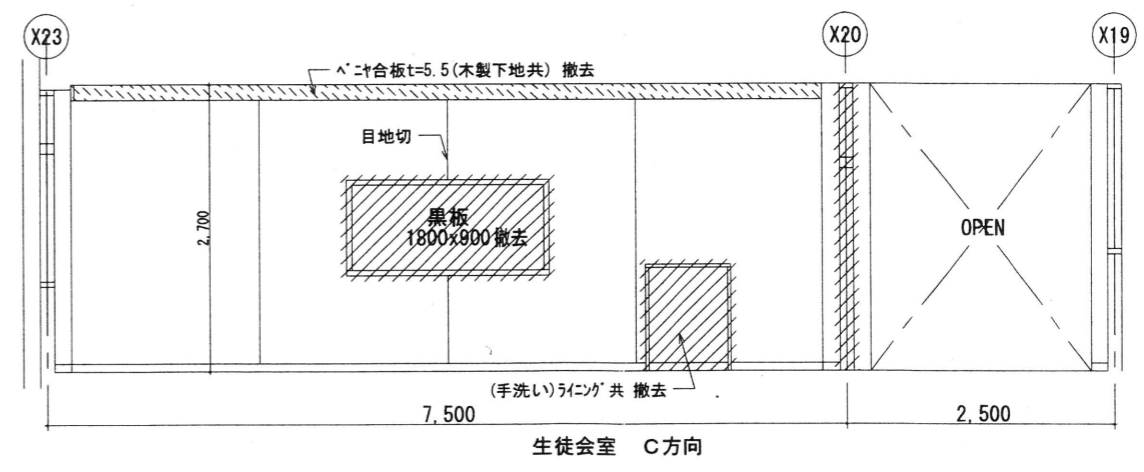 X23
X20
X19
ﾍﾞﾆﾔ合板t=5.5(木製下地共) 撤去
目地切
2,700
黒板
1800x900撤去
OPEN
(手洗い)ﾗｲﾆﾝｸﾞ共 撤去
7,500
2,500
生徒会室 C方向